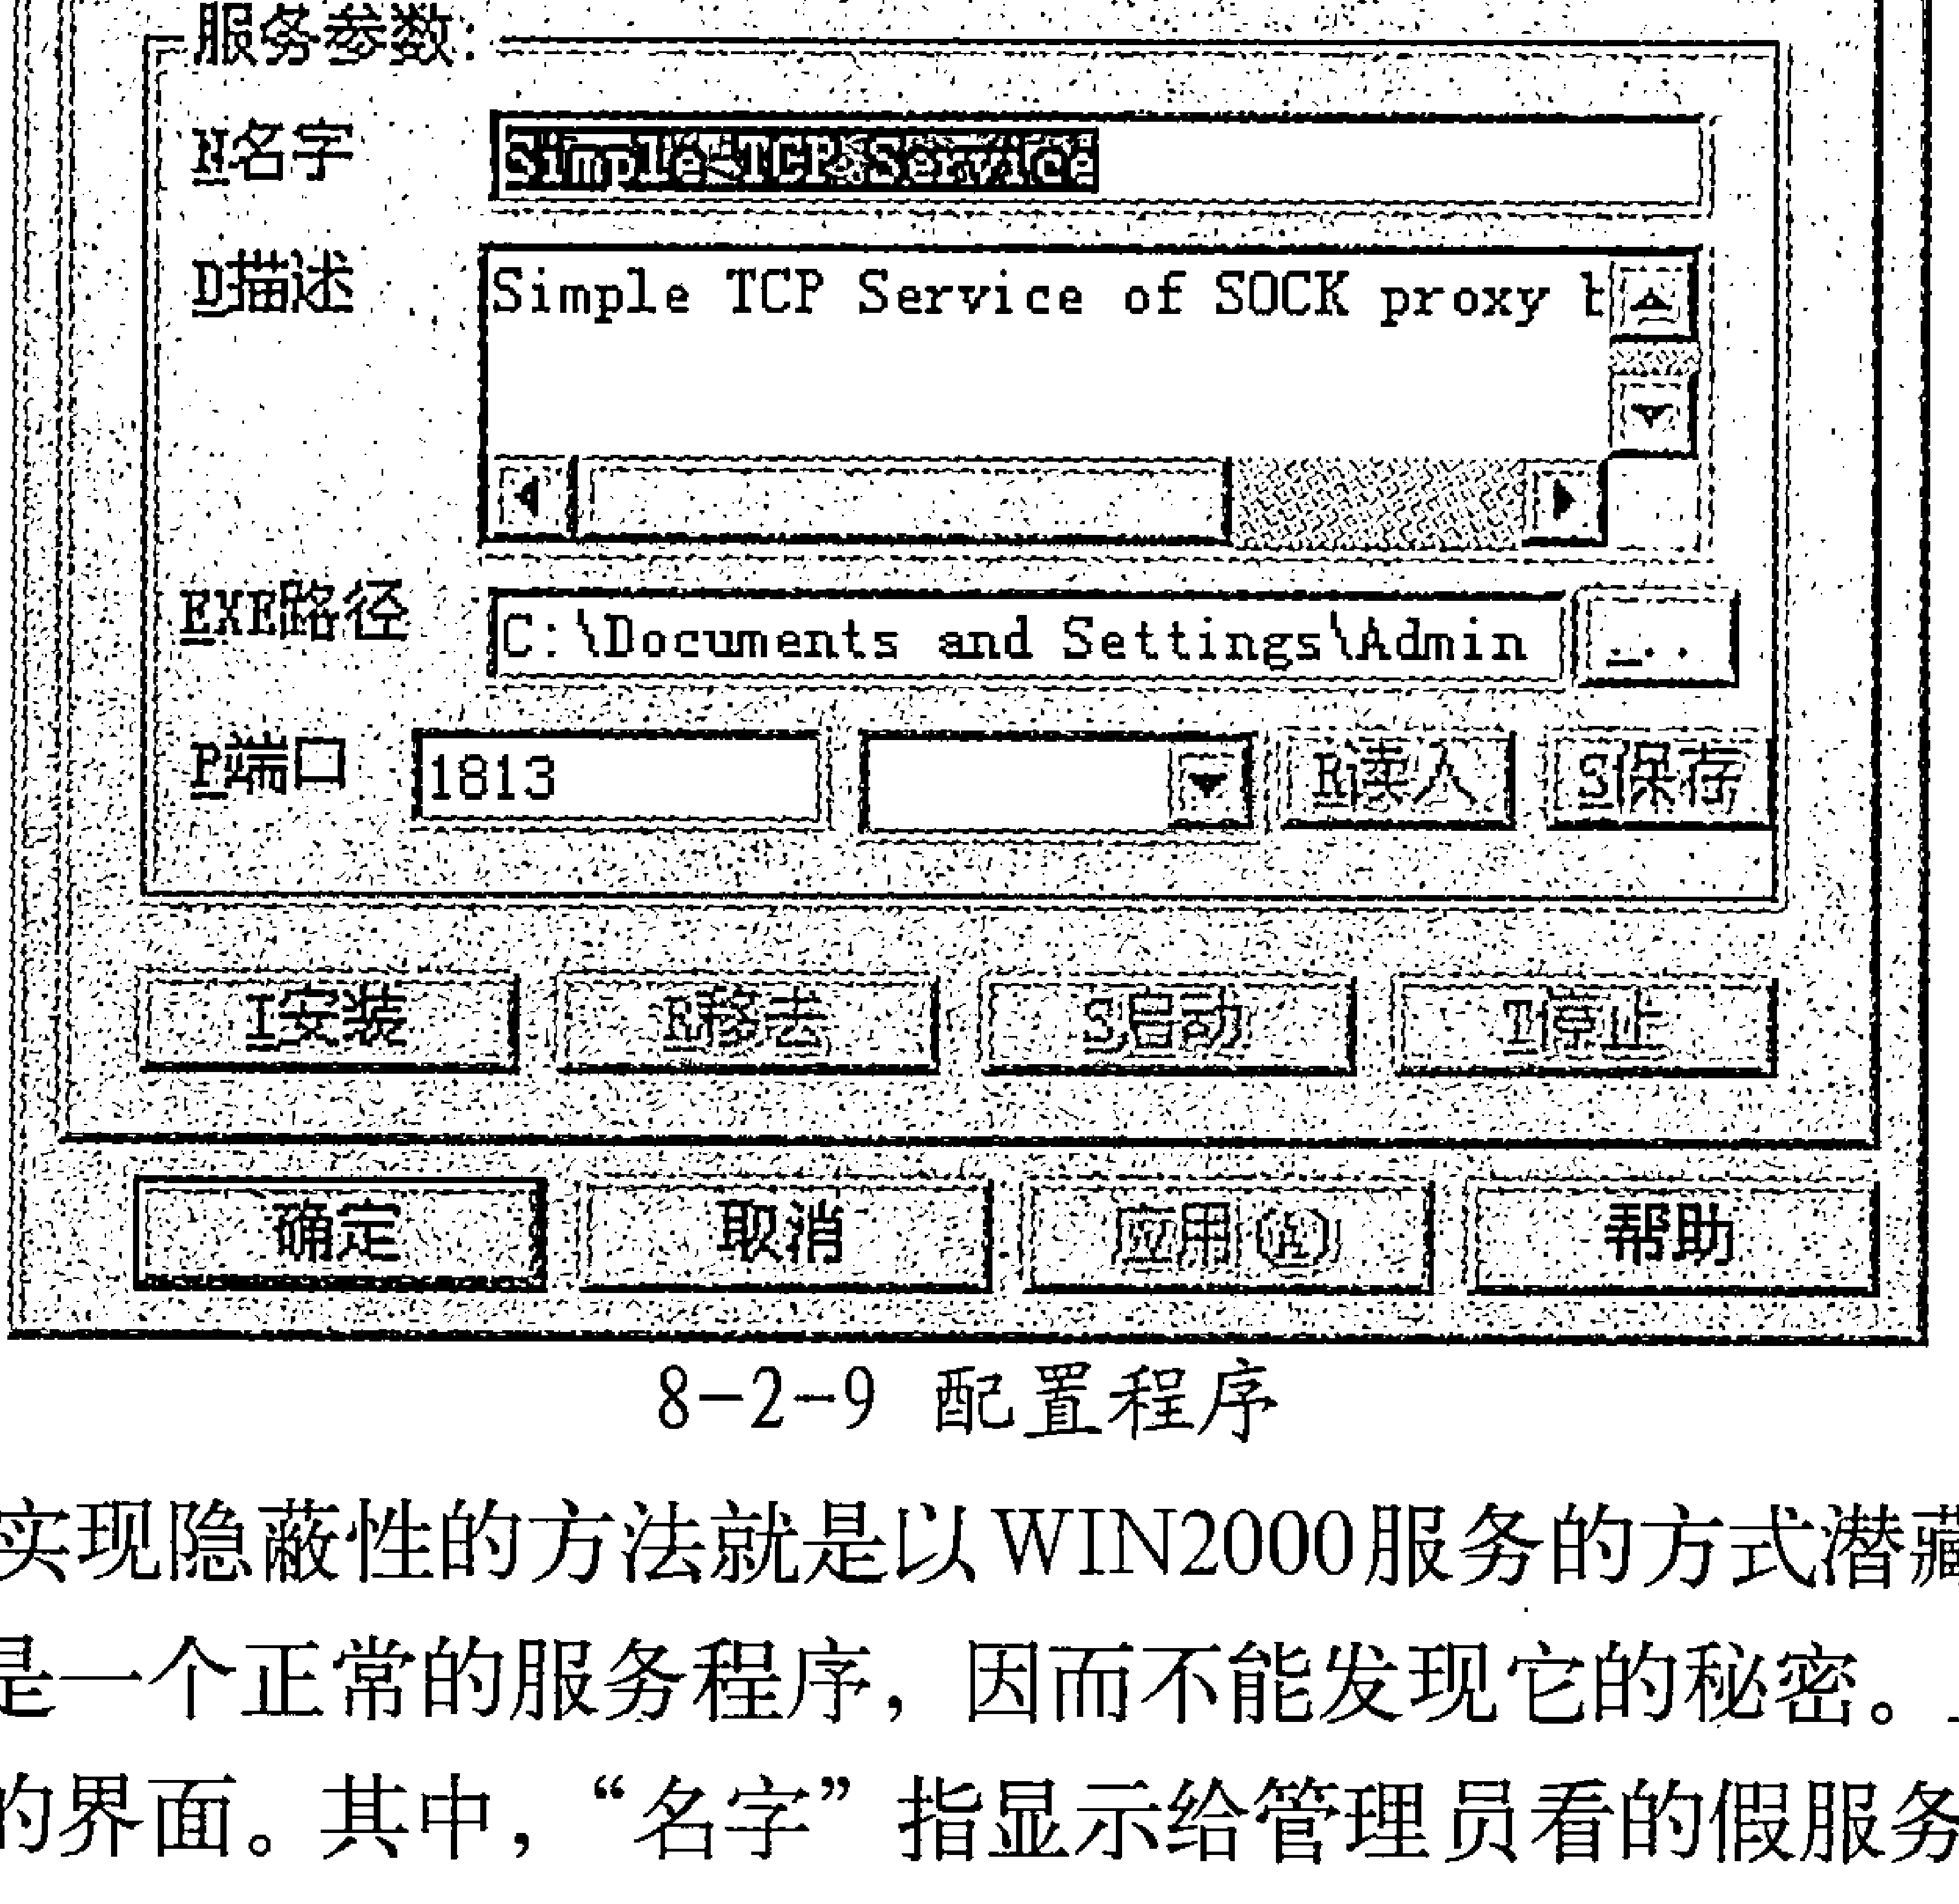 服务参数:
N名字
Simple TCP Service
D描述
Simple TCP Service of SOCK proxy t
EXE路径
C:\Documents and Settings\Admin
...
P端口
1813
R读入
S保存
I安装
R移去
S启动
T停止
确定
取消
应用(A)
帮助
8-2-9 配置程序
实现隐蔽性的方法就是以WIN2000服务的方式潜藏
是一个正常的服务程序，因而不能发现它的秘密。
的界面。其中，“名字”指显示给管理员看的假服务